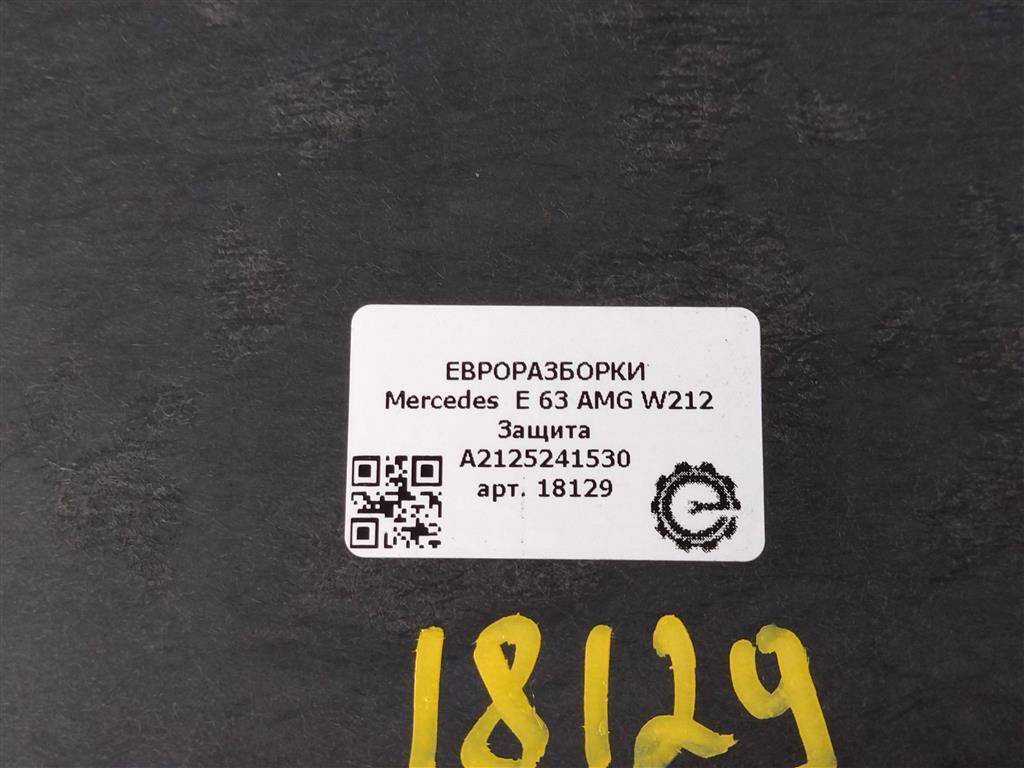 ЕВРОРАЗБОРКИ
Mercedes E 63 AMG W212
Защита
A2125241530
арт. 18129
18129